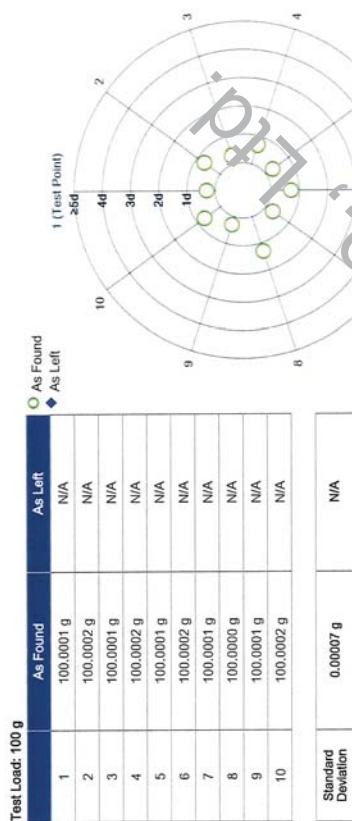 Test Load: 100 g
As Found As Left
1 100.0001 g N/A
2 100.0002 g N/A
3 100.0001 g N/A
4 100.0002 g N/A
5 100.0001 g N/A
6 100.0002 g N/A
7 100.0001 g N/A
8 100.0000 g N/A
9 100.0001 g N/A
10 100.0002 g N/A
Standard
Deviation
0.00007 g N/A
As Found
As Left
1 (Test Point)
≥5d
4d
3d
2d
1d
2
3
4
8
9
10
, Ltd.